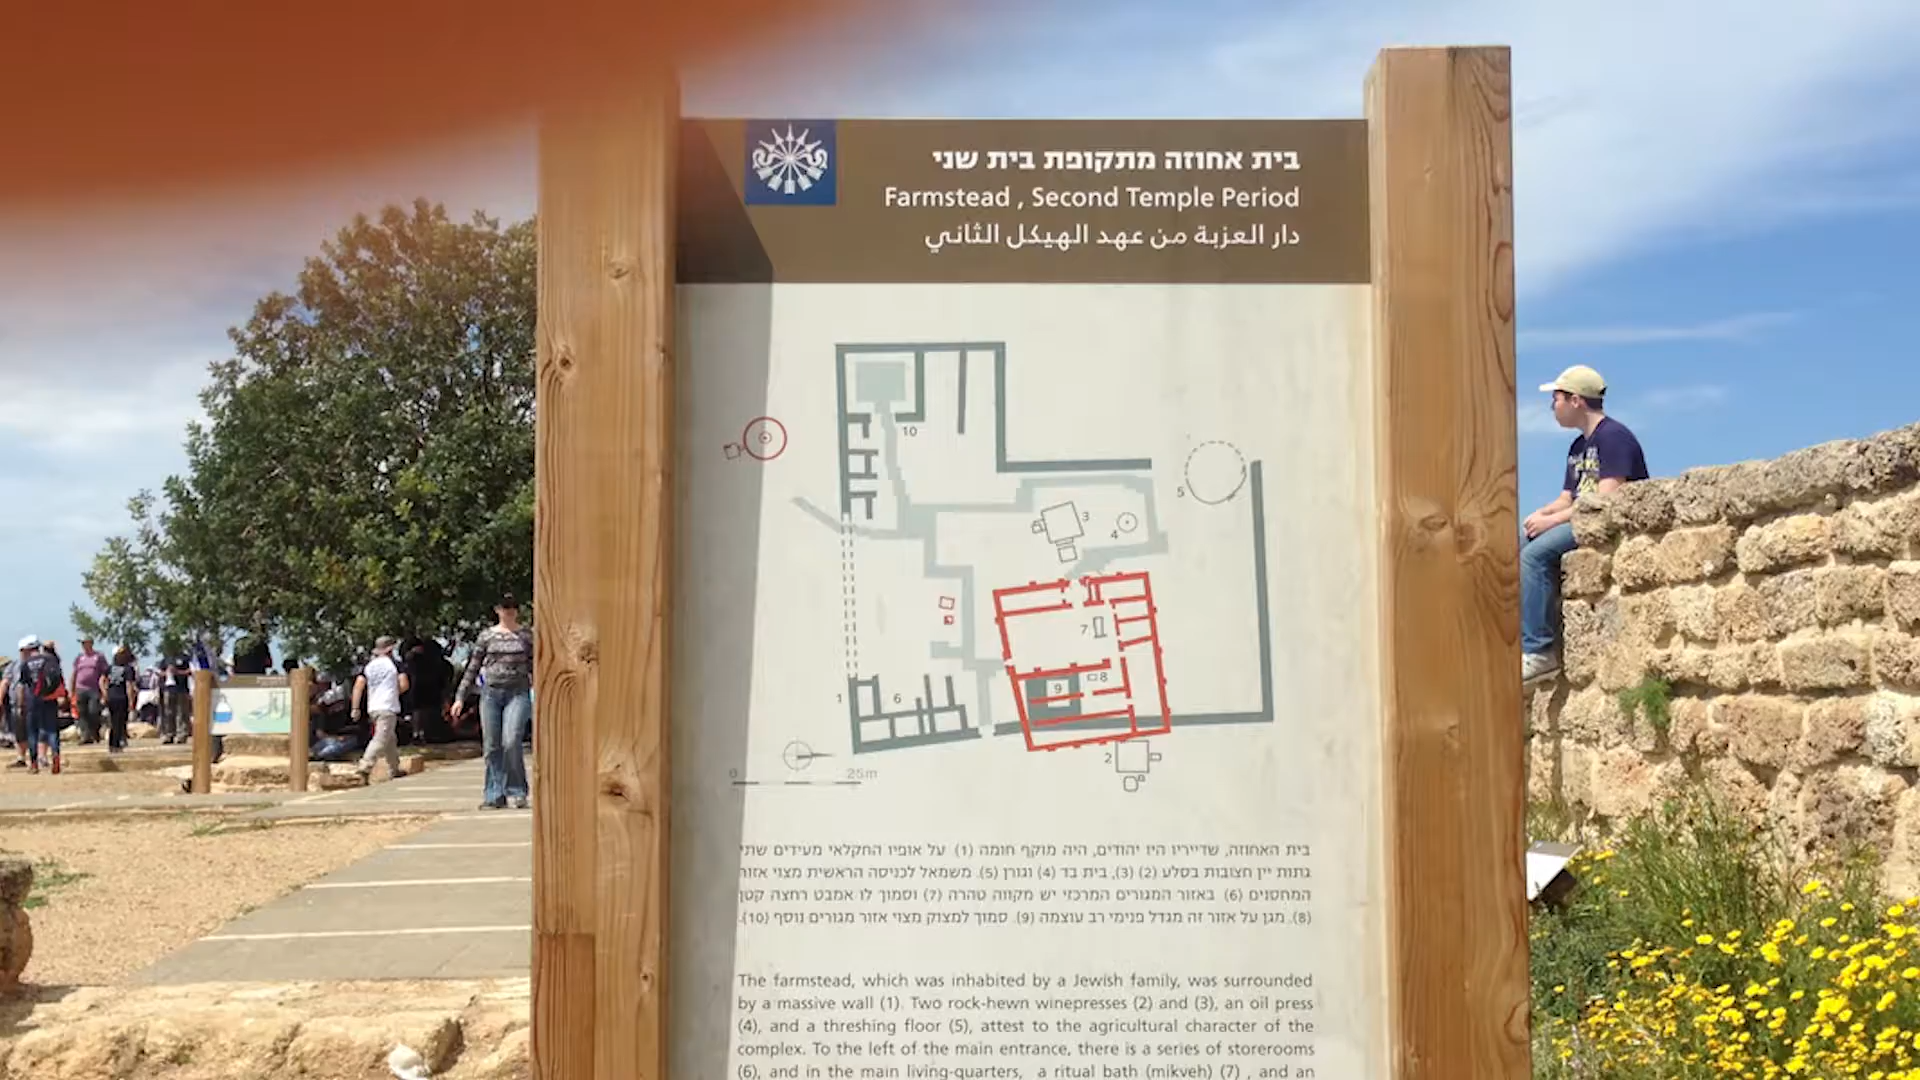 בית אחוזה מתקופת בית שני
Farmstead , Second Temple Period
دار العزبة من عهد الهيكل الثاني
10
5
3
4
7
8
9
1
6
2
0 25m
בית האחוזה, שדייריו היו יהודים, היה מוקף חומה (1) על אופיו החקלאי מעידים שתי
גתות יין חצובות בסלע (2) (3), בית בד (4) וגורן (5). משמאל לכניסה הראשית מצוי אזור
המחסנים (6) באזור המגורים המרכזי יש מקווה טהרה (7) וסמוך לו אמבט רחצה קטן
(8). מגן על אזור זה מגדל פנימי רב עוצמה (9). סמוך למצוק מצוי אזור מגורים נוסף (10).
The farmstead, which was inhabited by a Jewish family, was surrounded
by a massive wall (1). Two rock-hewn winepresses (2) and (3), an oil press
(4), and a threshing floor (5), attest to the agricultural character of the
complex. To the left of the main entrance, there is a series of storerooms
(6), and in the main living-quarters, a ritual bath (mikveh) (7) , and an